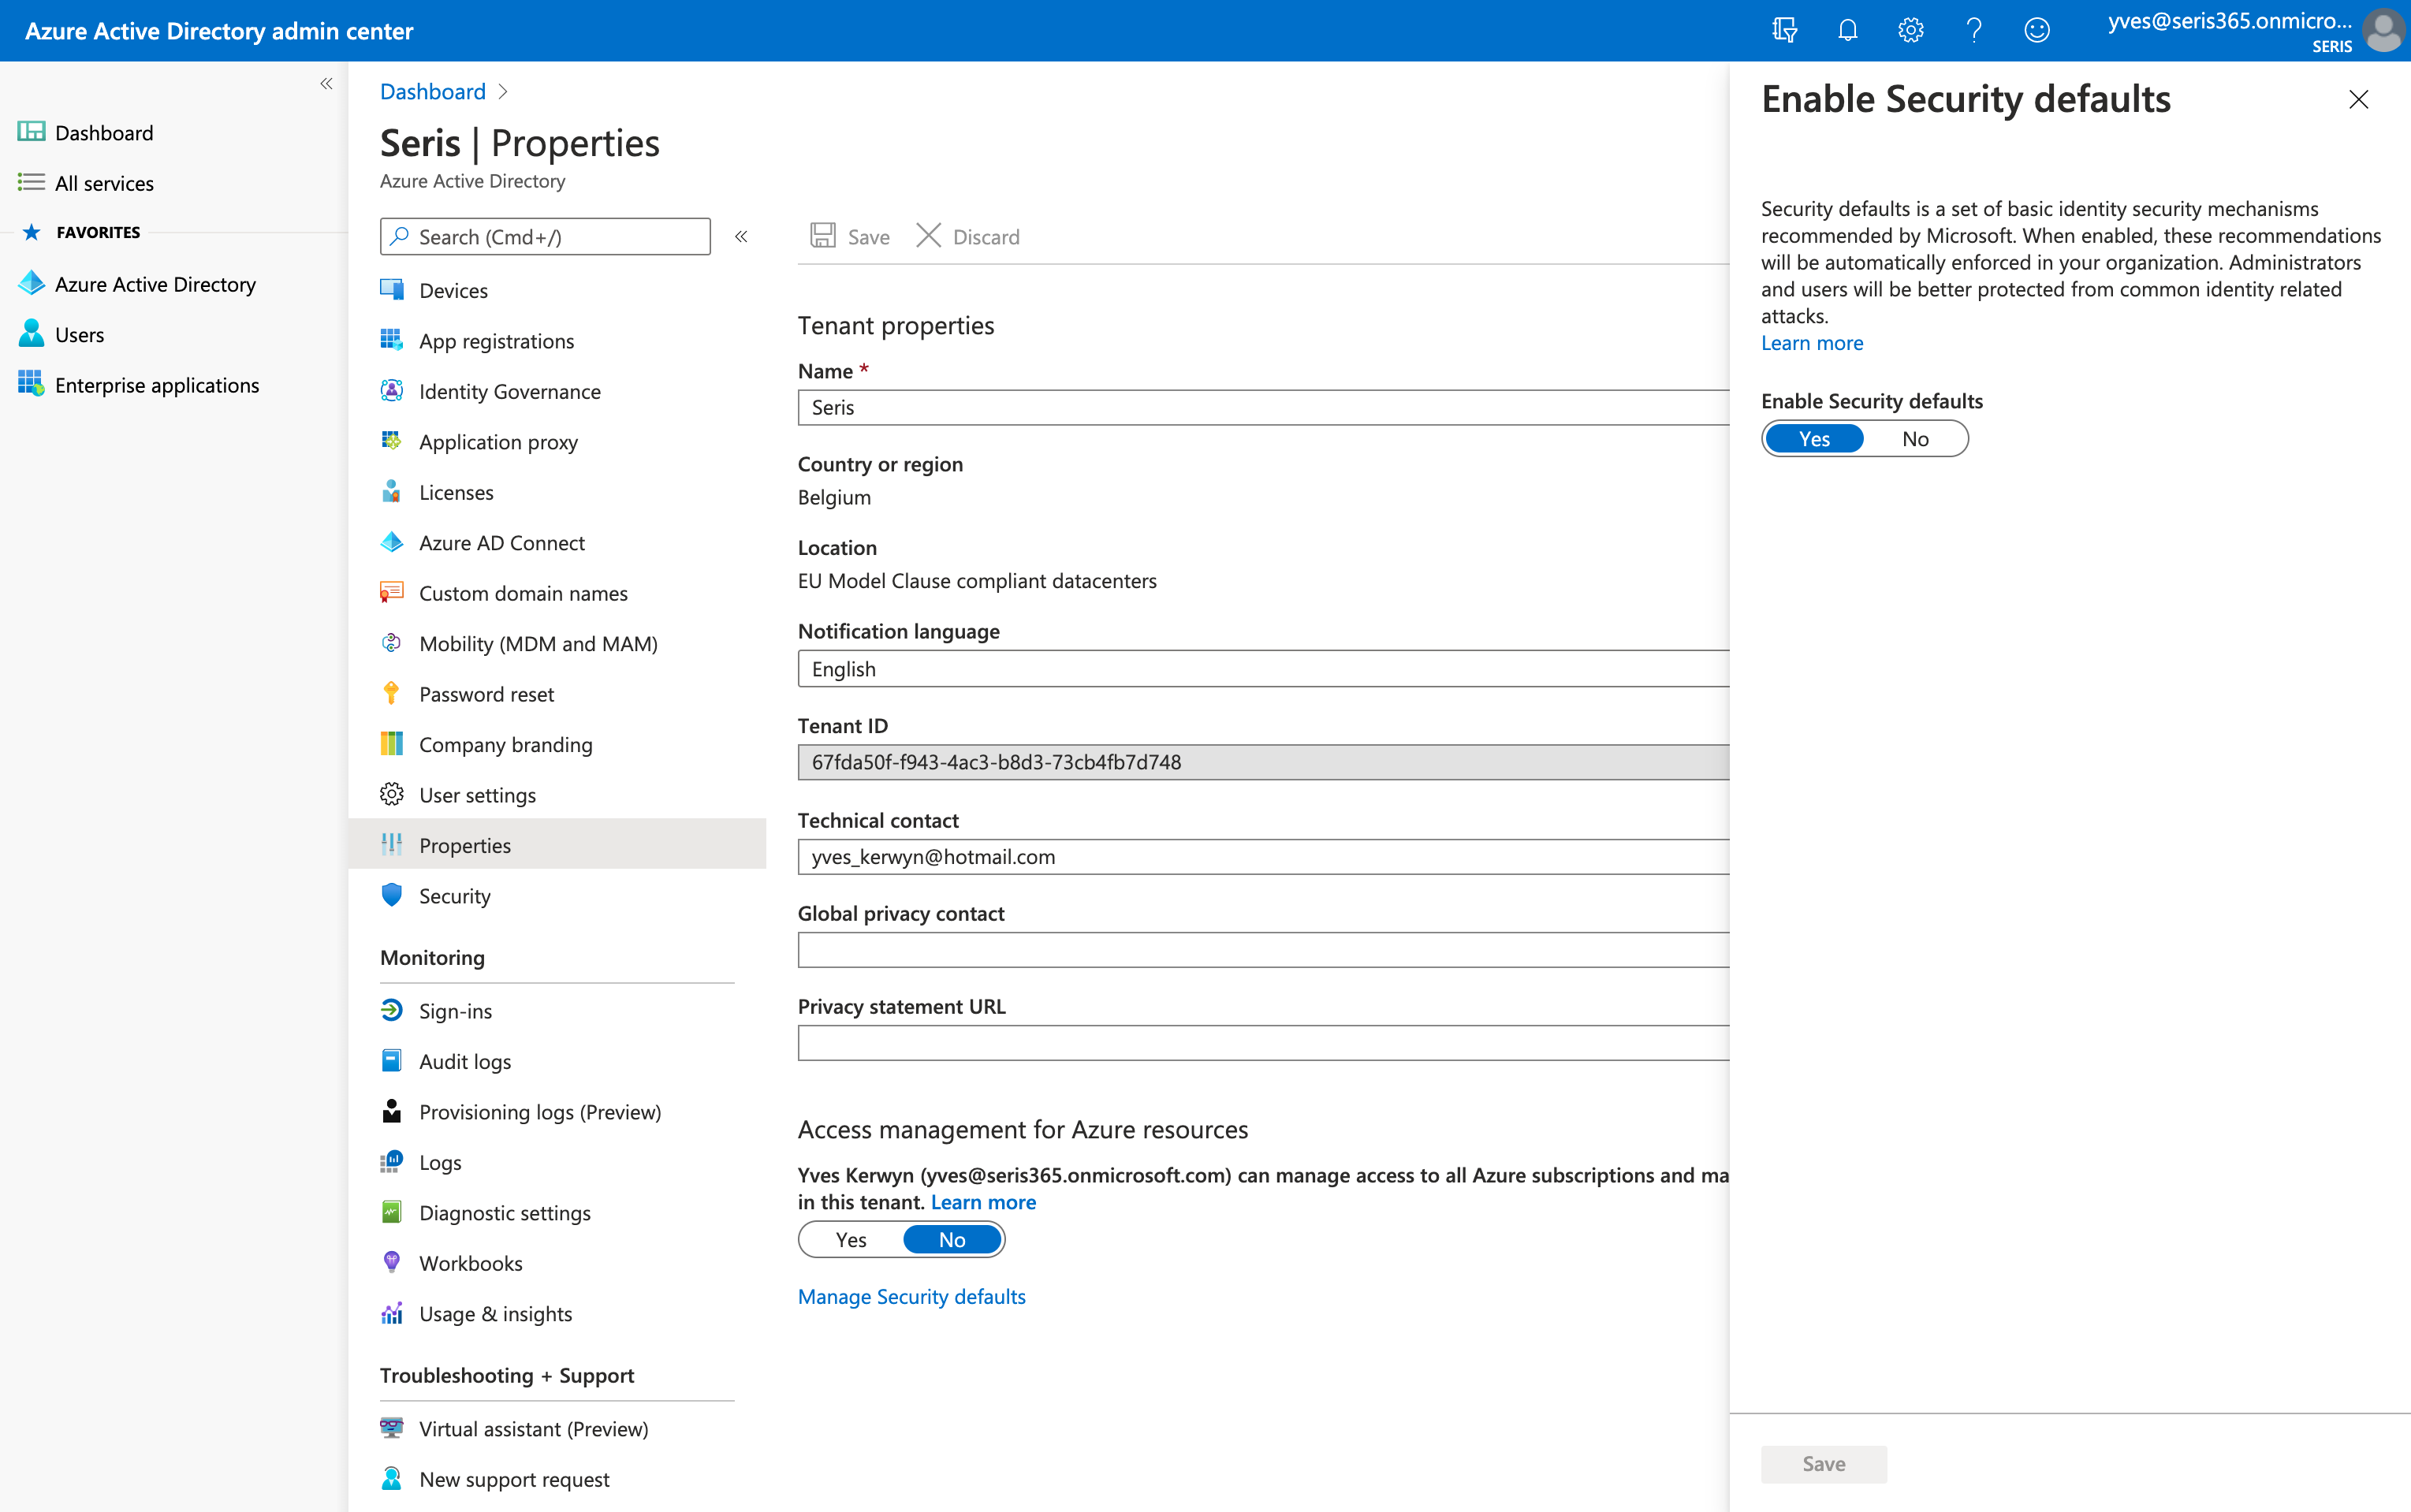 Azure Active Directory admin center
yves@seris365.onmicro...
SERIS
Dashboard
All services
FAVORITES
Azure Active Directory
Users
Enterprise applications
Dashboard
Seris | Properties
Azure Active Directory
Search (Cmd+/)
Devices
App registrations
Identity Governance
Application proxy
Licenses
Azure AD Connect
Custom domain names
Mobility (MDM and MAM)
Password reset
Company branding
User settings
Properties
Security
Monitoring
Sign-ins
Audit logs
Provisioning logs (Preview)
Logs
Diagnostic settings
Workbooks
Usage & insights
Troubleshooting + Support
Virtual assistant (Preview)
New support request
Save Discard
Tenant properties
Name *
Seris
Country or region
Belgium
Location
EU Model Clause compliant datacenters
Notification language
English
Tenant ID
67fda50f-f943-4ac3-b8d3-73cb4fb7d748
Technical contact
yves_kerwyn@hotmail.com
Global privacy contact
Privacy statement URL
Access management for Azure resources
Yves Kerwyn (yves@seris365.onmicrosoft.com) can manage access to all Azure subscriptions and ma
in this tenant. Learn more
Yes No
Manage Security defaults
Enable Security defaults
Security defaults is a set of basic identity security mechanisms
recommended by Microsoft. When enabled, these recommendations
will be automatically enforced in your organization. Administrators
and users will be better protected from common identity related
attacks.
Learn more
Enable Security defaults
Yes No
Save